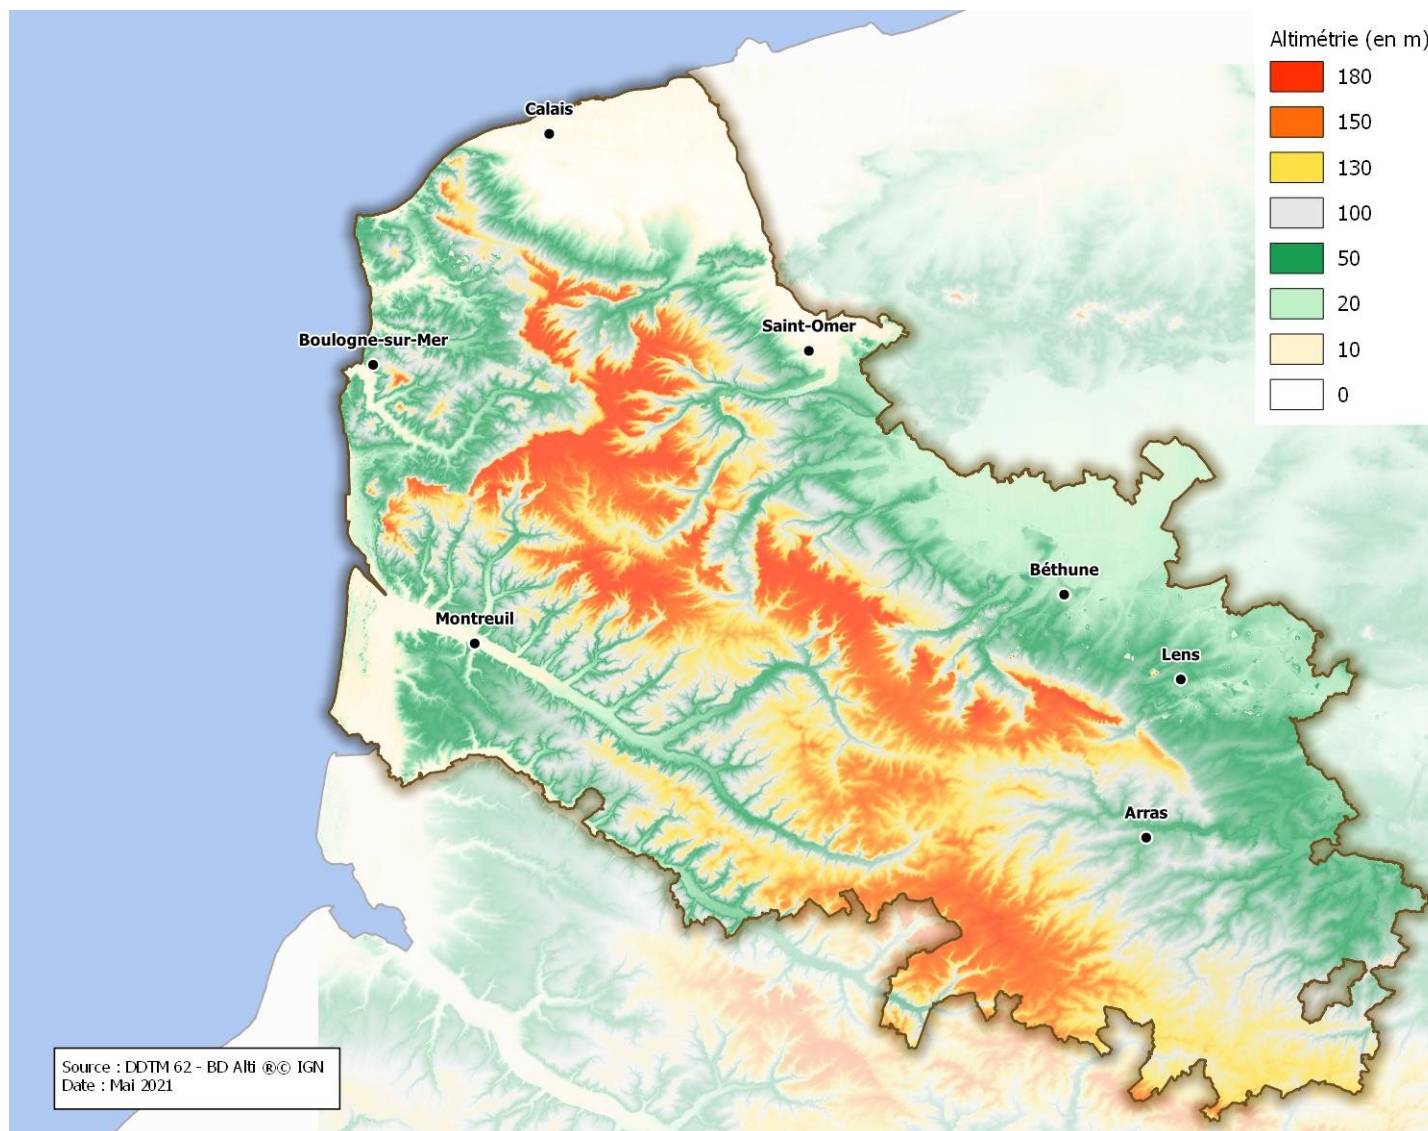 Altimétrie (en m)
180
150
130
100
50
20
10
0
Calais
Saint-Omer
Boulogne-sur-Mer
Béthune
Montreuil
Lens
Arras
Source : DDTM 62 - BD Alti ®© IGN
Date : Mai 2021